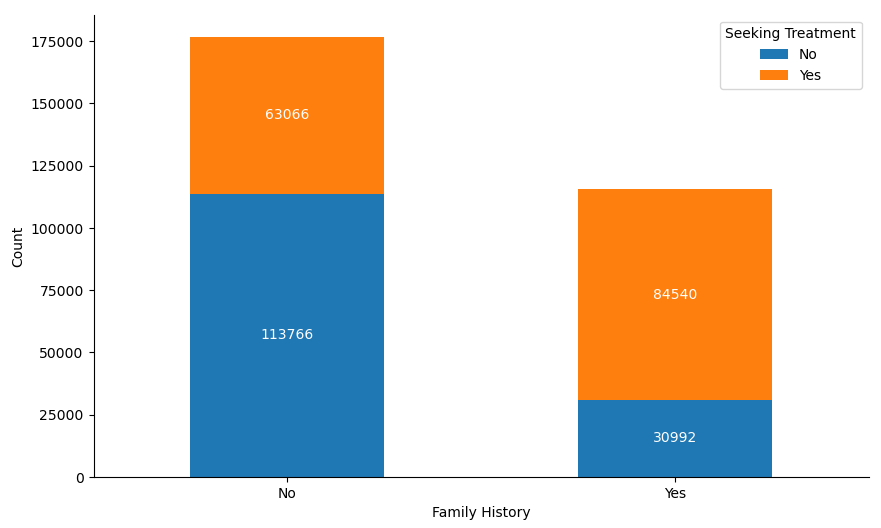 Seeking Treatment
No
Yes
175000
150000
125000
100000
75000
50000
25000
0
Count
63066
113766
84540
30992
No
Yes
Family History